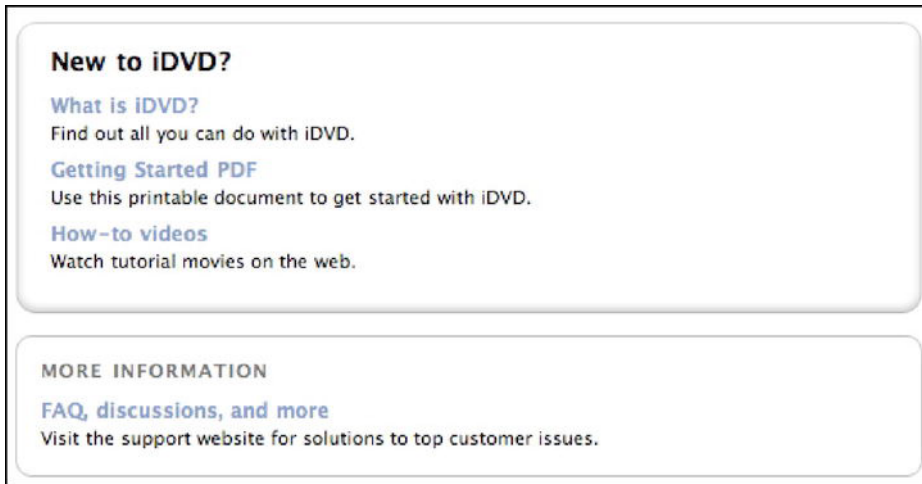 New to iDVD?
What is iDVD?
Find out all you can do with iDVD.
Getting Started PDF
Use this printable document to get started with iDVD.
How-to videos
Watch tutorial movies on the web.
MORE INFORMATION
FAQ, discussions, and more
Visit the support website for solutions to top customer issues.